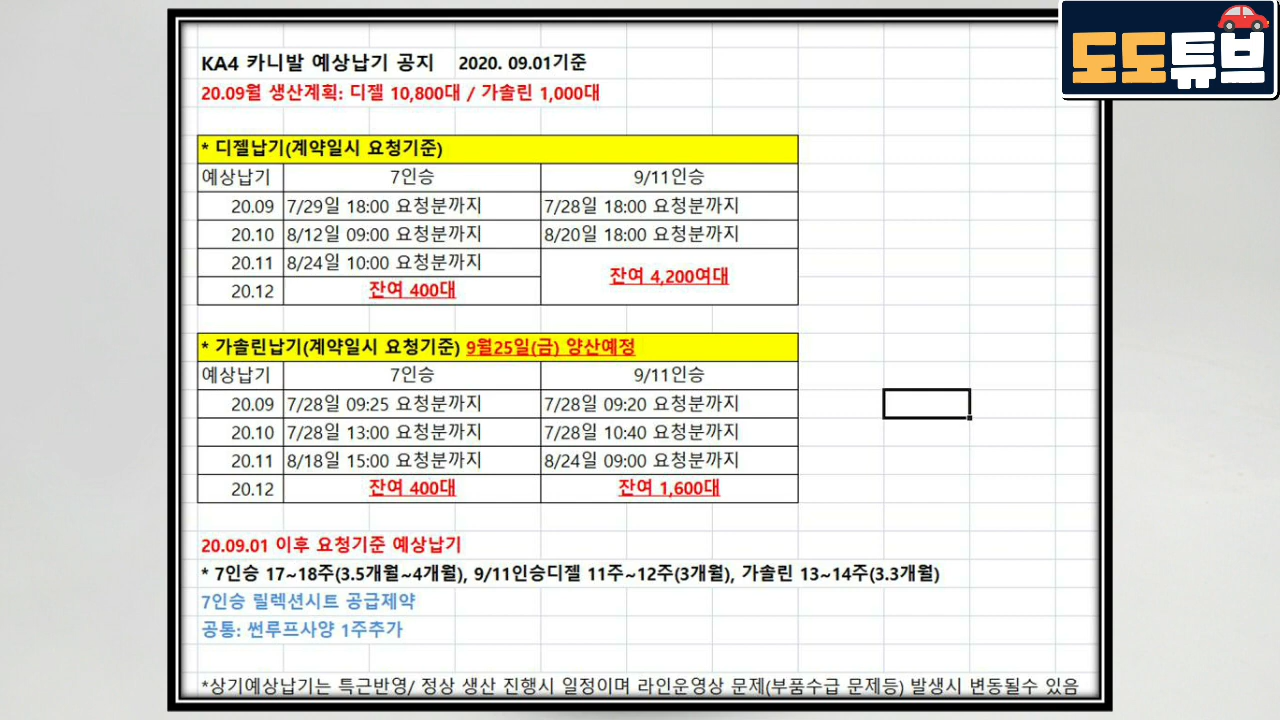 도도튜브
KA4 카니발 예상납기 공지 2020. 09.01기준
20.09월 생산계획: 디젤 10,800대 / 가솔린 1,000대
* 디젤납기(계약일시 요청기준)
예상납기 7인승 9/11인승
20.09 7/29일 18:00 요청분까지 7/28일 18:00 요청분까지
20.10 8/12일 09:00 요청분까지 8/20일 18:00 요청분까지
20.11 8/24일 10:00 요청분까지
잔여 4,200여대
20.12 잔여 400대
* 가솔린납기(계약일시 요청기준) 9월25일(금) 양산예정
예상납기 7인승 9/11인승
20.09 7/28일 09:25 요청분까지 7/28일 09:20 요청분까지
20.10 7/28일 13:00 요청분까지 7/28일 10:40 요청분까지
20.11 8/18일 15:00 요청분까지 8/24일 09:00 요청분까지
20.12 잔여 400대 잔여 1,600대
20.09.01 이후 요청기준 예상납기
* 7인승 17~18주(3.5개월~4개월), 9/11인승디젤 11주~12주(3개월), 가솔린 13~14주(3.3개월)
7인승 릴렉션시트 공급제약
공통: 썬루프사양 1주추가
*상기예상납기는 특근반영/ 정상 생산 진행시 일정이며 라인운영상 문제(부품수급 문제등) 발생시 변동될수 있음